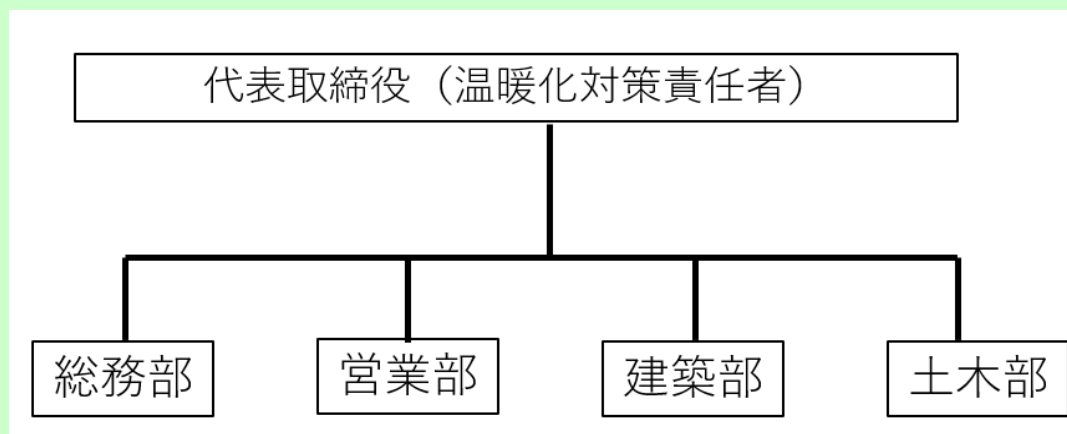 代表取締役（温暖化対策責任者）
総務部
営業部
建築部
土木部